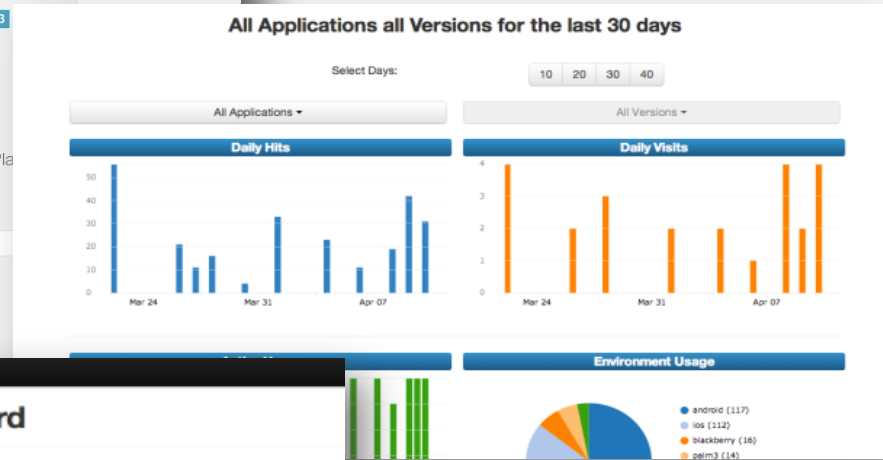 3
All Applications all Versions for the last 30 days
Select Days:
10 20 30 40
All Applications
All Versions
Daily Hits
Daily Visits
50
40
30
20
10
0
Mar 24 Mar 31 Apr 07
4
3
2
1
0
Mar 24 Mar 31 Apr 07
Pla
Environment Usage
android (117)
ios (112)
blackberry (16)
palm3 (14)
rd